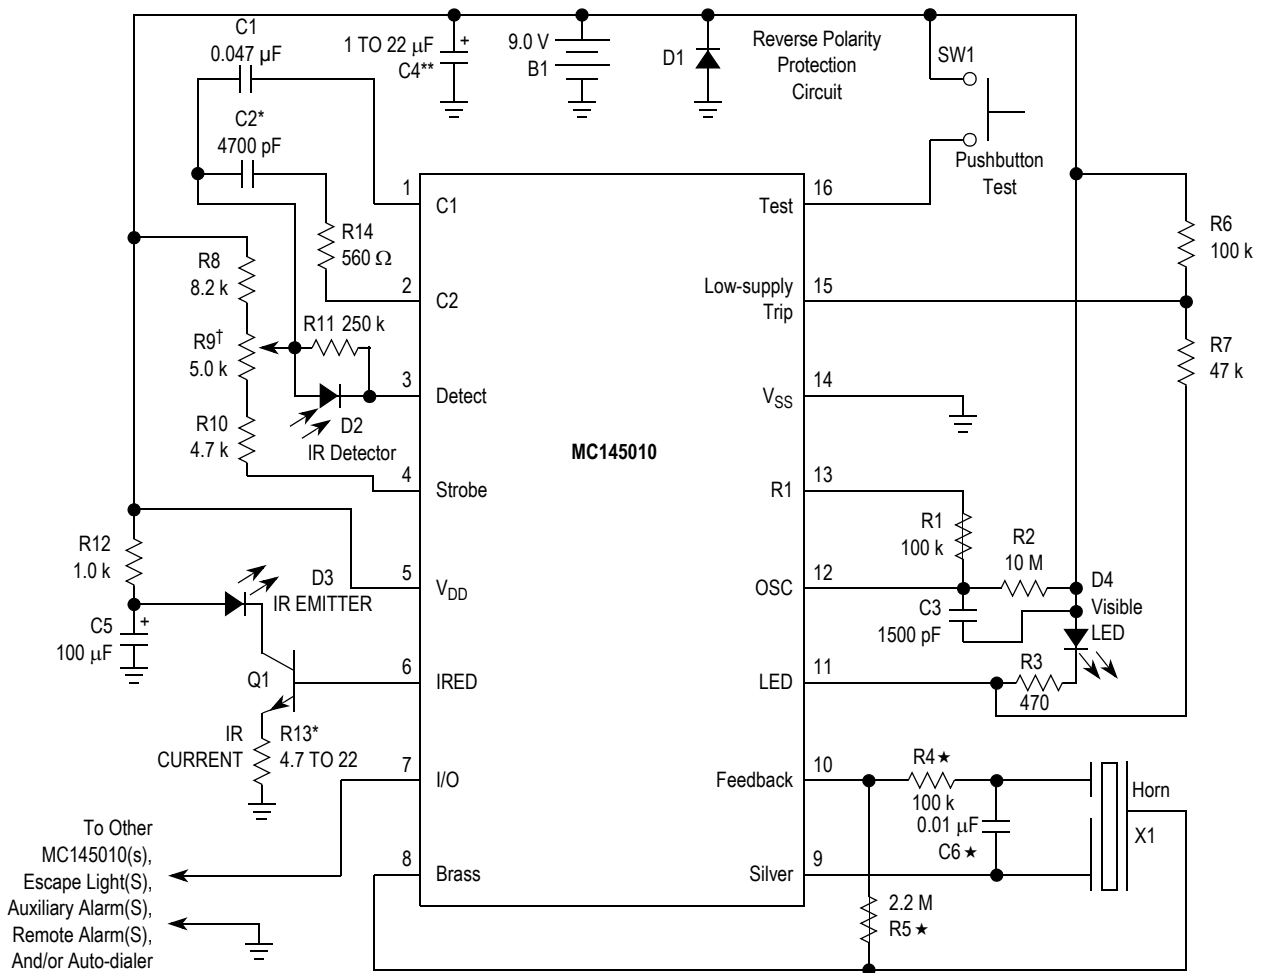 C1
0.047 µF
1 TO 22 µF
C4**
+
9.0 V
B1
D1
Reverse Polarity
Protection
Circuit
SW1
Pushbutton
Test
C2*
4700 pF
R14
560 Ω
R8
8.2 k
R9†
5.0 k
R10
4.7 k
R11 250 k
D2
IR Detector
R12
1.0 k
C5
100 µF
+
D3
IR EMITTER
Q1
IR
CURRENT
R13*
4.7 TO 22
To Other
MC145010(s),
Escape Light(S),
Auxiliary Alarm(S),
Remote Alarm(S),
And/or Auto-dialer
MC145010
1
C1
2
C2
3
Detect
4
Strobe
5
VDD
6
IRED
7
I/O
8
Brass
16
Test
15
Low-supply
Trip
14
VSS
13
R1
12
OSC
11
LED
10
Feedback
9
Silver
R6
100 k
R7
47 k
R1
100 k
R2
10 M
C3
1500 pF
D4
Visible
LED
R3
470
R4★
100 k
0.01 µF
C6★
2.2 M
R5★
Horn
X1